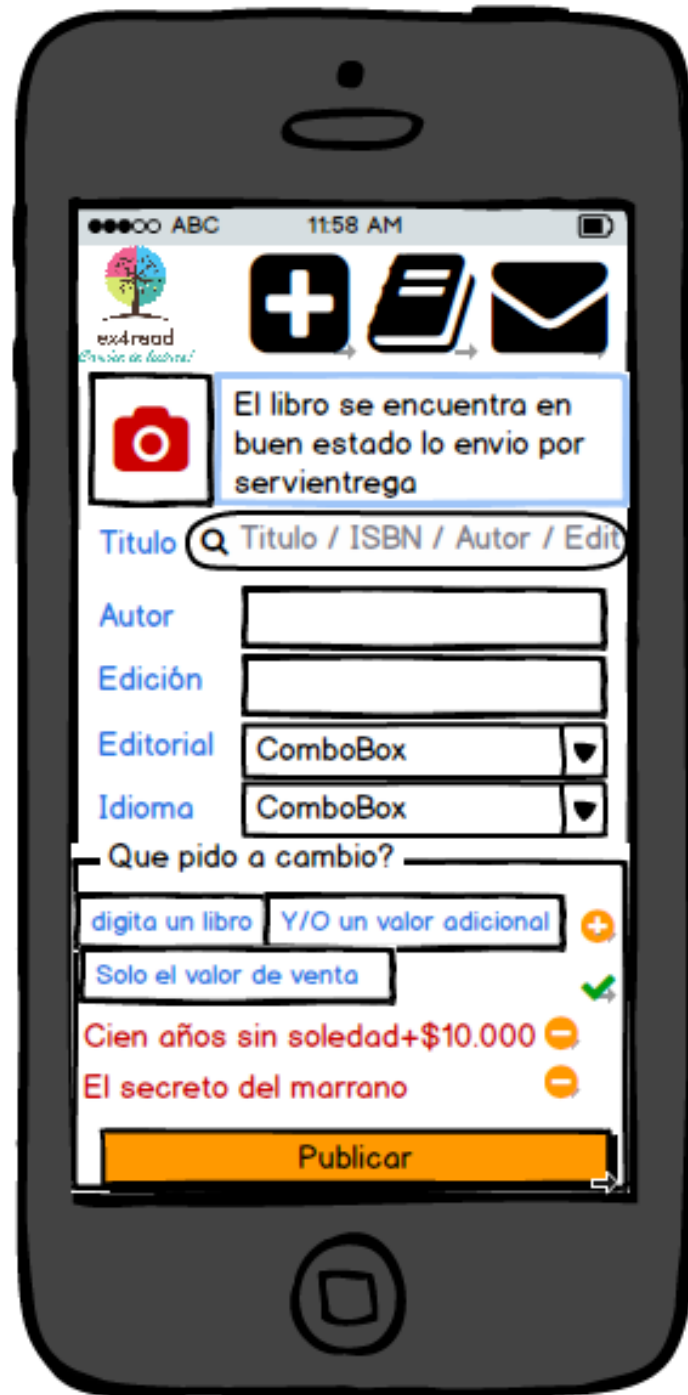 ABC 11:58 AM
ex4read
El libro se encuentra en
buen estado lo envio por
servientrega
Titulo Titulo / ISBN / Autor / Edit
Autor
Edición
Editorial ComboBox
Idioma ComboBox
Que pido a cambio?
digita un libro Y/O un valor adicional
Solo el valor de venta
Cien años sin soledad+$10.000
El secreto del marrano
Publicar